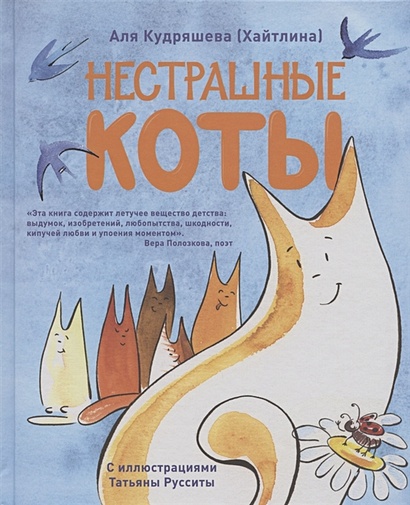 Аля Кудряшева (Хайтлина)
НЕСТРАШНЫЕ
КОТЫ
«Эта книга содержит летучее вещество детства:
выдумок, изобретений, любопытства, шкодности,
кипучей любви и упоения моментом».
Вера Полозкова, поэт
С иллюстрациями
Татьяны Русситы